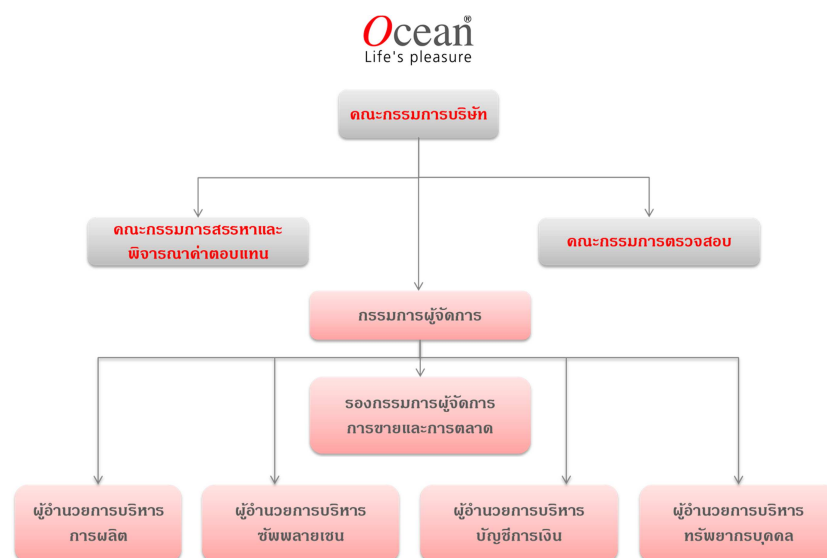 Ocean®
Life's pleasure
คณะกรรมการบริษัท
คณะกรรมการสรรหาและ
พิจารณาค่าตอบแทน
คณะกรรมการตรวจสอบ
กรรมการผู้จัดการ
รองกรรมการผู้จัดการ
การขายและการตลาด
ผู้อำนวยการบริหาร
การผลิต
ผู้อำนวยการบริหาร
ซัพพลายเชน
ผู้อำนวยการบริหาร
บัญชีการเงิน
ผู้อำนวยการบริหาร
ทรัพยากรบุคคล